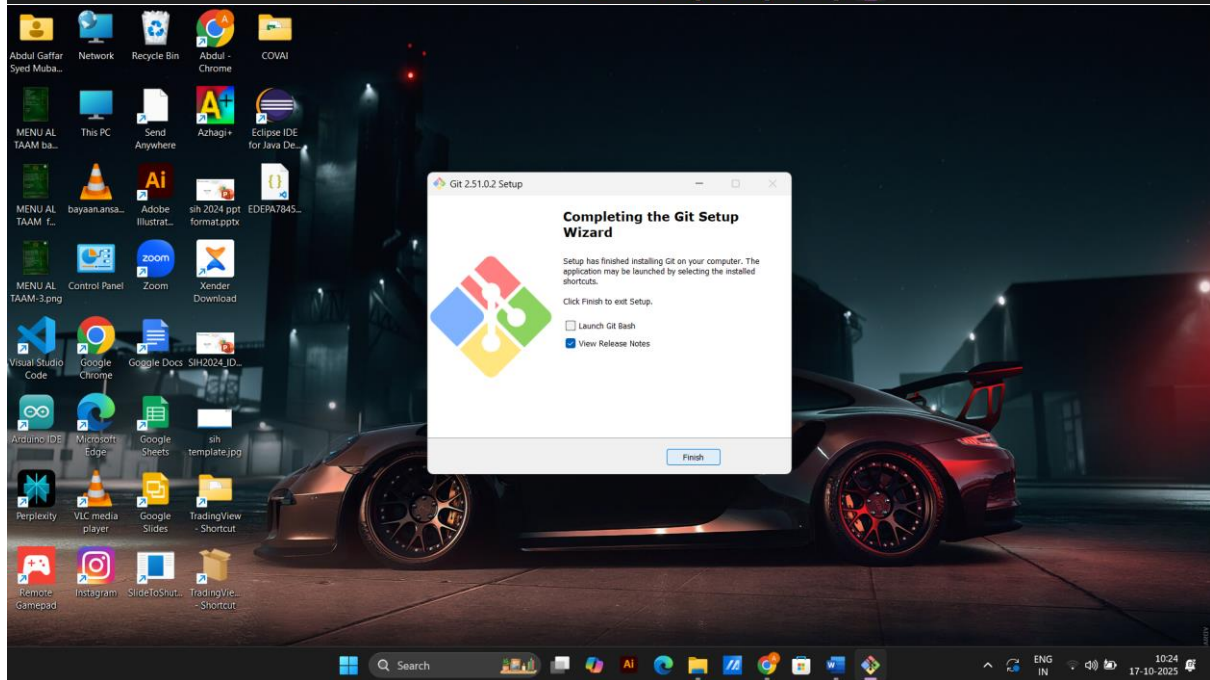 Abdul Gaffar
Syed Muba...
Network
Recycle Bin
Abdul -
Chrome
COVAI
MENU AL
TAAM ba...
This PC
Send
Anywhere
A+
Azhagi+
Eclipse IDE
for Java De...
MENU AL
TAAM f...
bayaan.ansa...
Ai
Adobe
Illustrat...
sih 2024 ppt
format.pptx
{}
EDEPA7845...
MENU AL
TAAM-3.png
Control Panel
zoom
Zoom
Xender
Download
Visual Studio
Code
Google
Chrome
Google Docs
SIH2024_ID...
Arduino IDE
Microsoft
Edge
Google
Sheets
sih
template.jpg
Perplexity
VLC media
player
Google
Slides
TradingView
- Shortcut
Remote
Gamepad
Instagram
SlideToShut...
TradingVie...
- Shortcut
Git 2.51.0.2 Setup
Completing the Git Setup
Wizard
Setup has finished installing Git on your computer. The
application may be launched by selecting the installed
shortcuts.
Click Finish to exit Setup.
Launch Git Bash
View Release Notes
Finish
Search
Ai
ENG
IN
10:24
17-10-2025